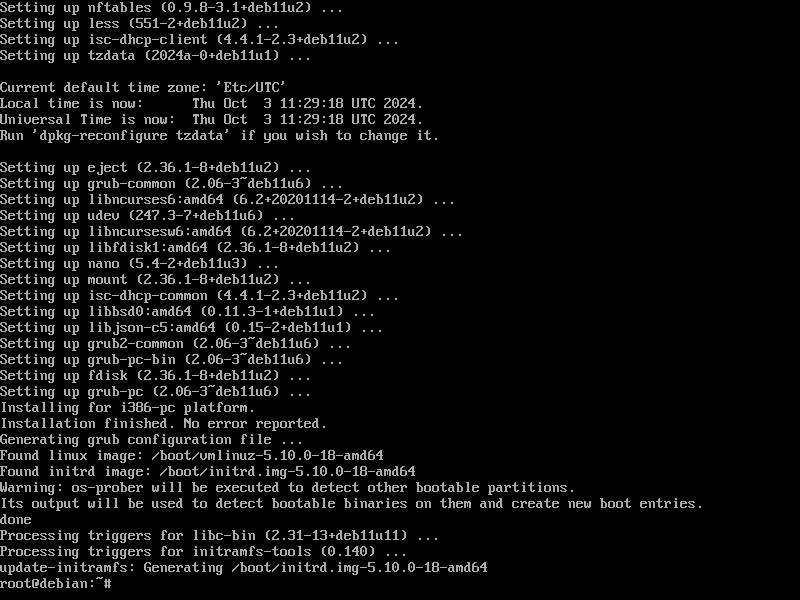 Setting up nftables (0.9.8-3.1+deb11u2) ...
Setting up less (551-2+deb11u2) ...
Setting up isc-dhcp-client (4.4.1-2.3+deb11u2) ...
Setting up tzdata (2024a-0+deb11u1) ...
Current default time zone: 'Etc/UTC'
Local time is now:      Thu Oct  3 11:29:18 UTC 2024.
Universal Time is now:  Thu Oct  3 11:29:18 UTC 2024.
Run 'dpkg-reconfigure tzdata' if you wish to change it.
Setting up eject (2.36.1-8+deb11u2) ...
Setting up grub-common (2.06-3~deb11u6) ...
Setting up libncurses6:amd64 (6.2+20201114-2+deb11u2) ...
Setting up udev (247.3-7+deb11u6) ...
Setting up libncursesw6:amd64 (6.2+20201114-2+deb11u2) ...
Setting up libfdisk1:amd64 (2.36.1-8+deb11u2) ...
Setting up nano (5.4-2+deb11u3) ...
Setting up mount (2.36.1-8+deb11u2) ...
Setting up isc-dhcp-common (4.4.1-2.3+deb11u2) ...
Setting up libbsd0:amd64 (0.11.3-1+deb11u1) ...
Setting up libjson-c5:amd64 (0.15-2+deb11u1) ...
Setting up grub2-common (2.06-3~deb11u6) ...
Setting up grub-pc-bin (2.06-3~deb11u6) ...
Setting up fdisk (2.36.1-8+deb11u2) ...
Setting up grub-pc (2.06-3~deb11u6) ...
Installing for i386-pc platform.
Installation finished. No error reported.
Generating grub configuration file ...
Found linux image: /boot/vmlinuz-5.10.0-18-amd64
Found initrd image: /boot/initrd.img-5.10.0-18-amd64
Warning: os-prober will be executed to detect other bootable partitions.
Its output will be used to detect bootable binaries on them and create new boot entries.
done
Processing triggers for libc-bin (2.31-13+deb11u11) ...
Processing triggers for initramfs-tools (0.140) ...
update-initramfs: Generating /boot/initrd.img-5.10.0-18-amd64
root@debian:~#